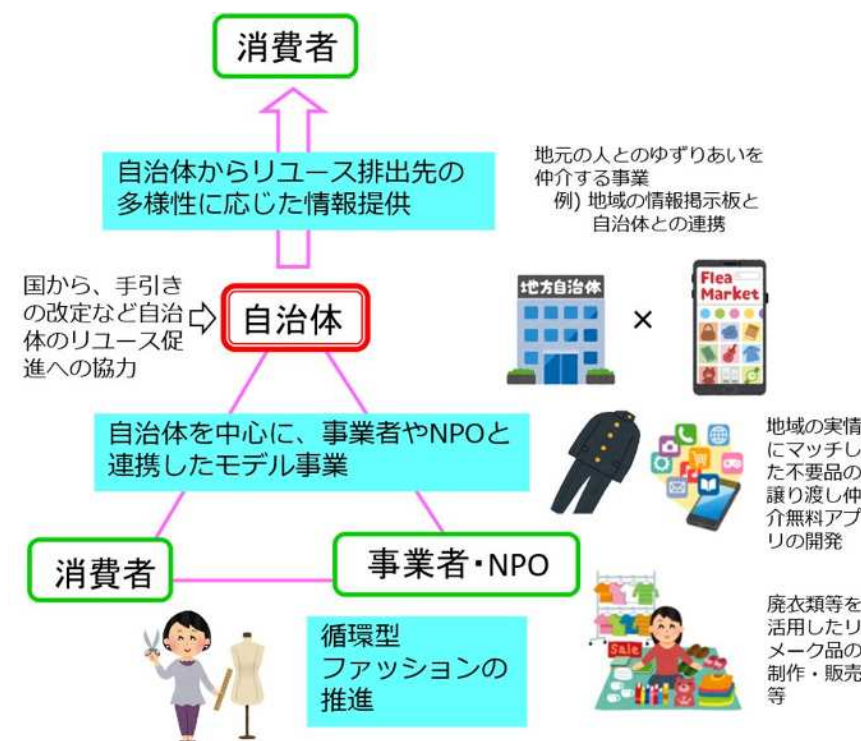 消費者
自治体からリユース排出先の
多様性に応じた情報提供
地元の人とのゆずりあいを
仲介する事業
例) 地域の情報掲示板と
自治体との連携
国から、手引き
の改定など自治
体のリユース促
進への協力
自治体
地方自治体
×
Flea
Market
自治体を中心に、事業者やNPOと
連携したモデル事業
地域の実情
にマッチし
た不要品の
譲り渡し仲
介無料アプ
リの開発
消費者
事業者・NPO
循環型
ファッションの
推進
Sale
廃衣類等を
活用したリ
メーク品の
制作・販売
等